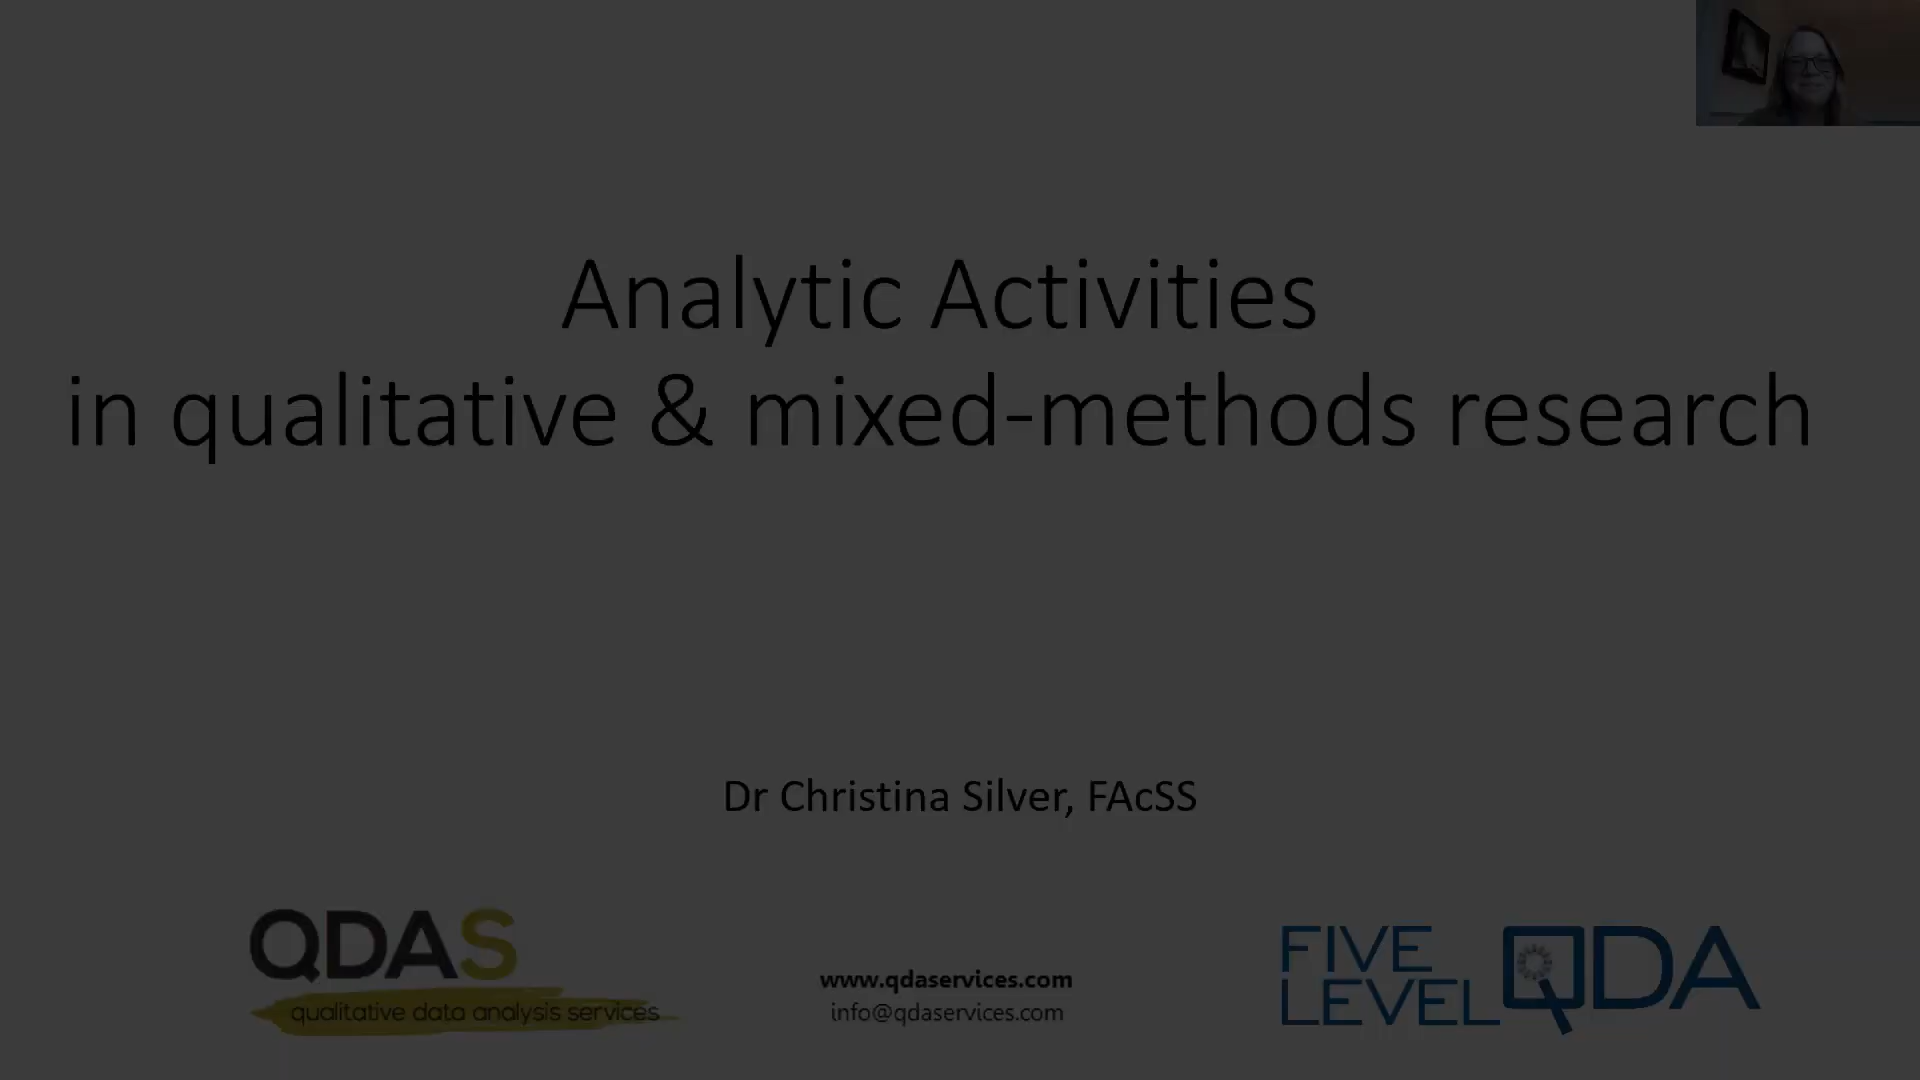 Analytic Activities
in qualitative & mixed-methods research
Dr Christina Silver, FAcSS
QDAS
qualitative data analysis services
www.qdaservices.com
info@qdaservices.com
FIVE
LEVEL QDA